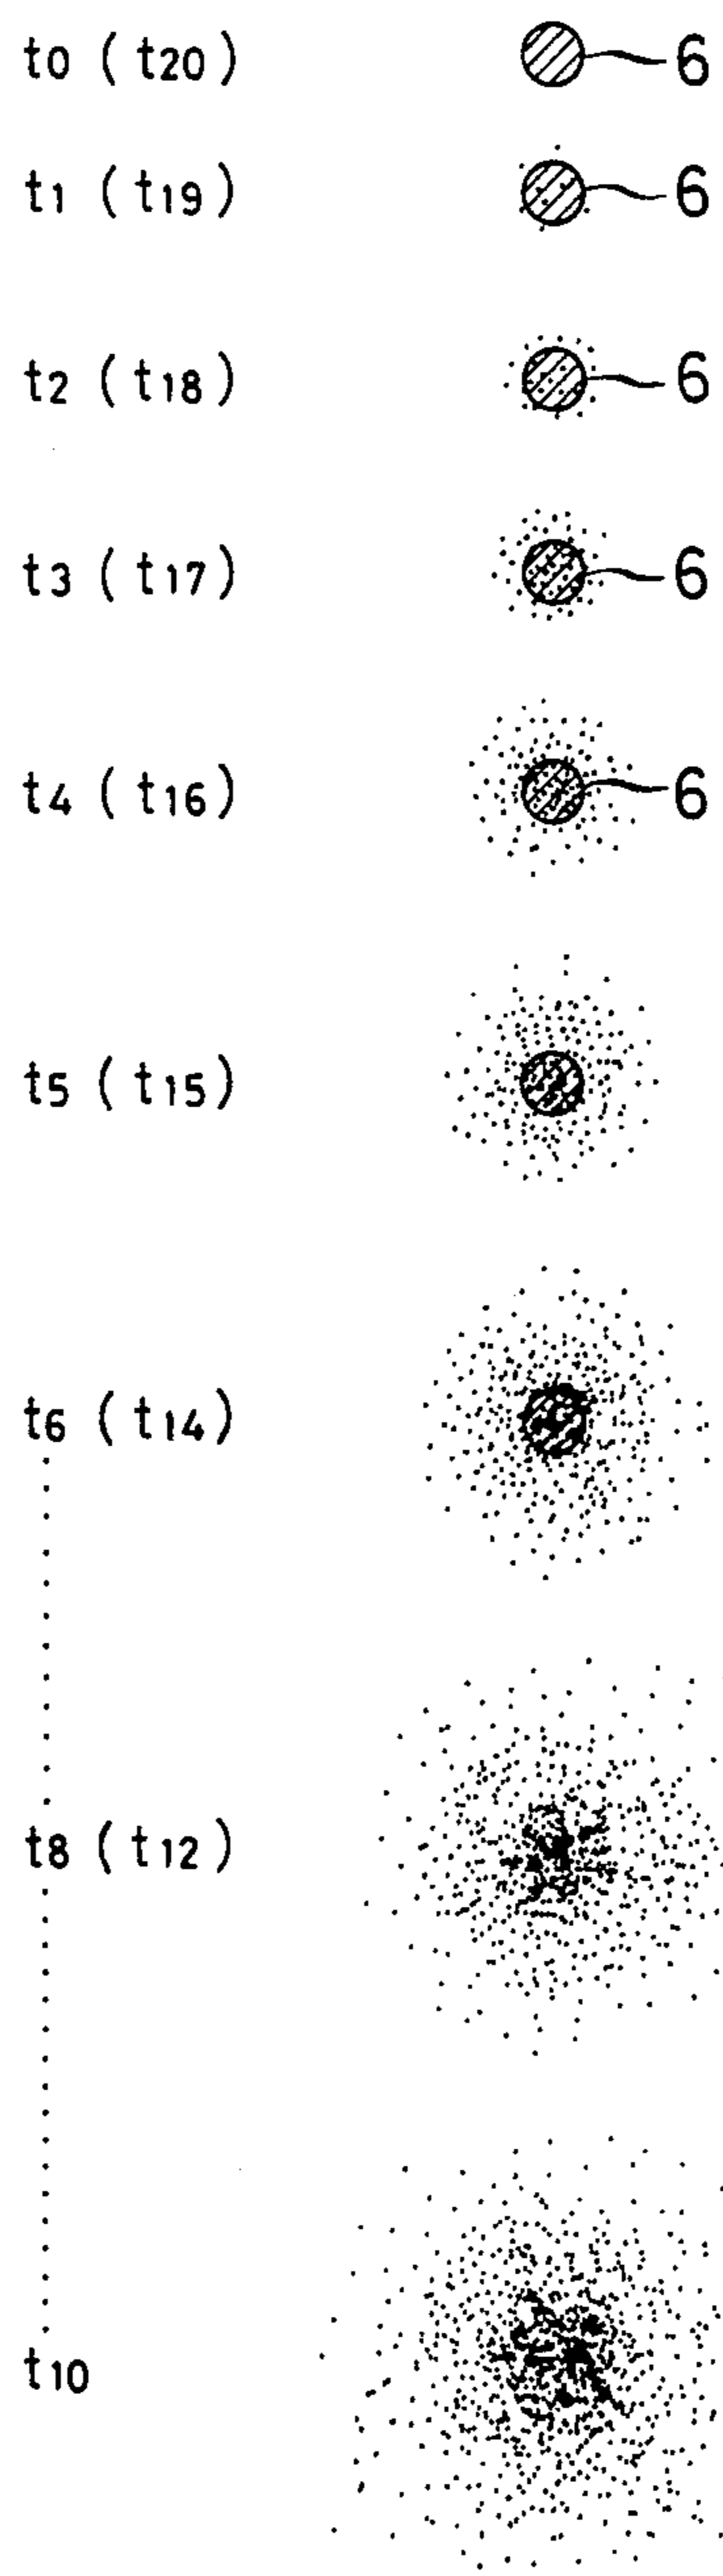 t0 (t20) 6
t1 (t19) 6
t2 (t18) 6
t3 (t17) 6
t4 (t16) 6
t5 (t15)
t6 (t14)
t8 (t12)
t10